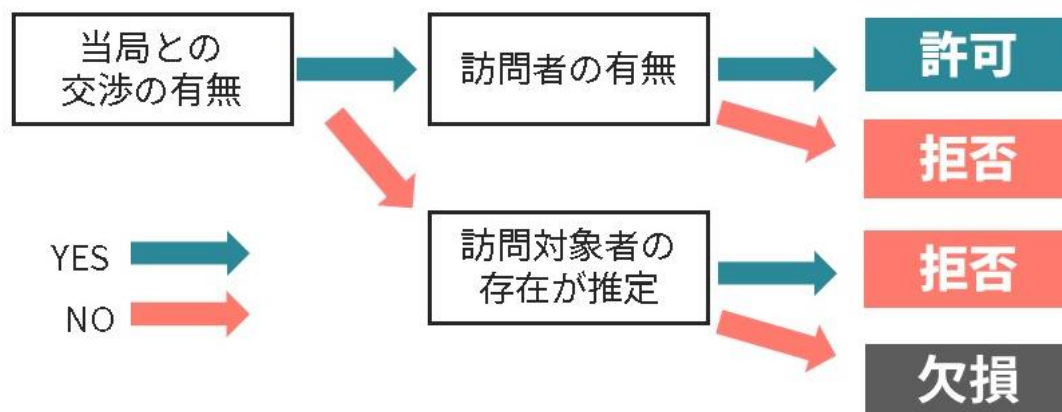 当局との
交渉の有無
訪問者の有無
許可
拒否
訪問対象者の
存在が推定
拒否
欠損
YES
NO